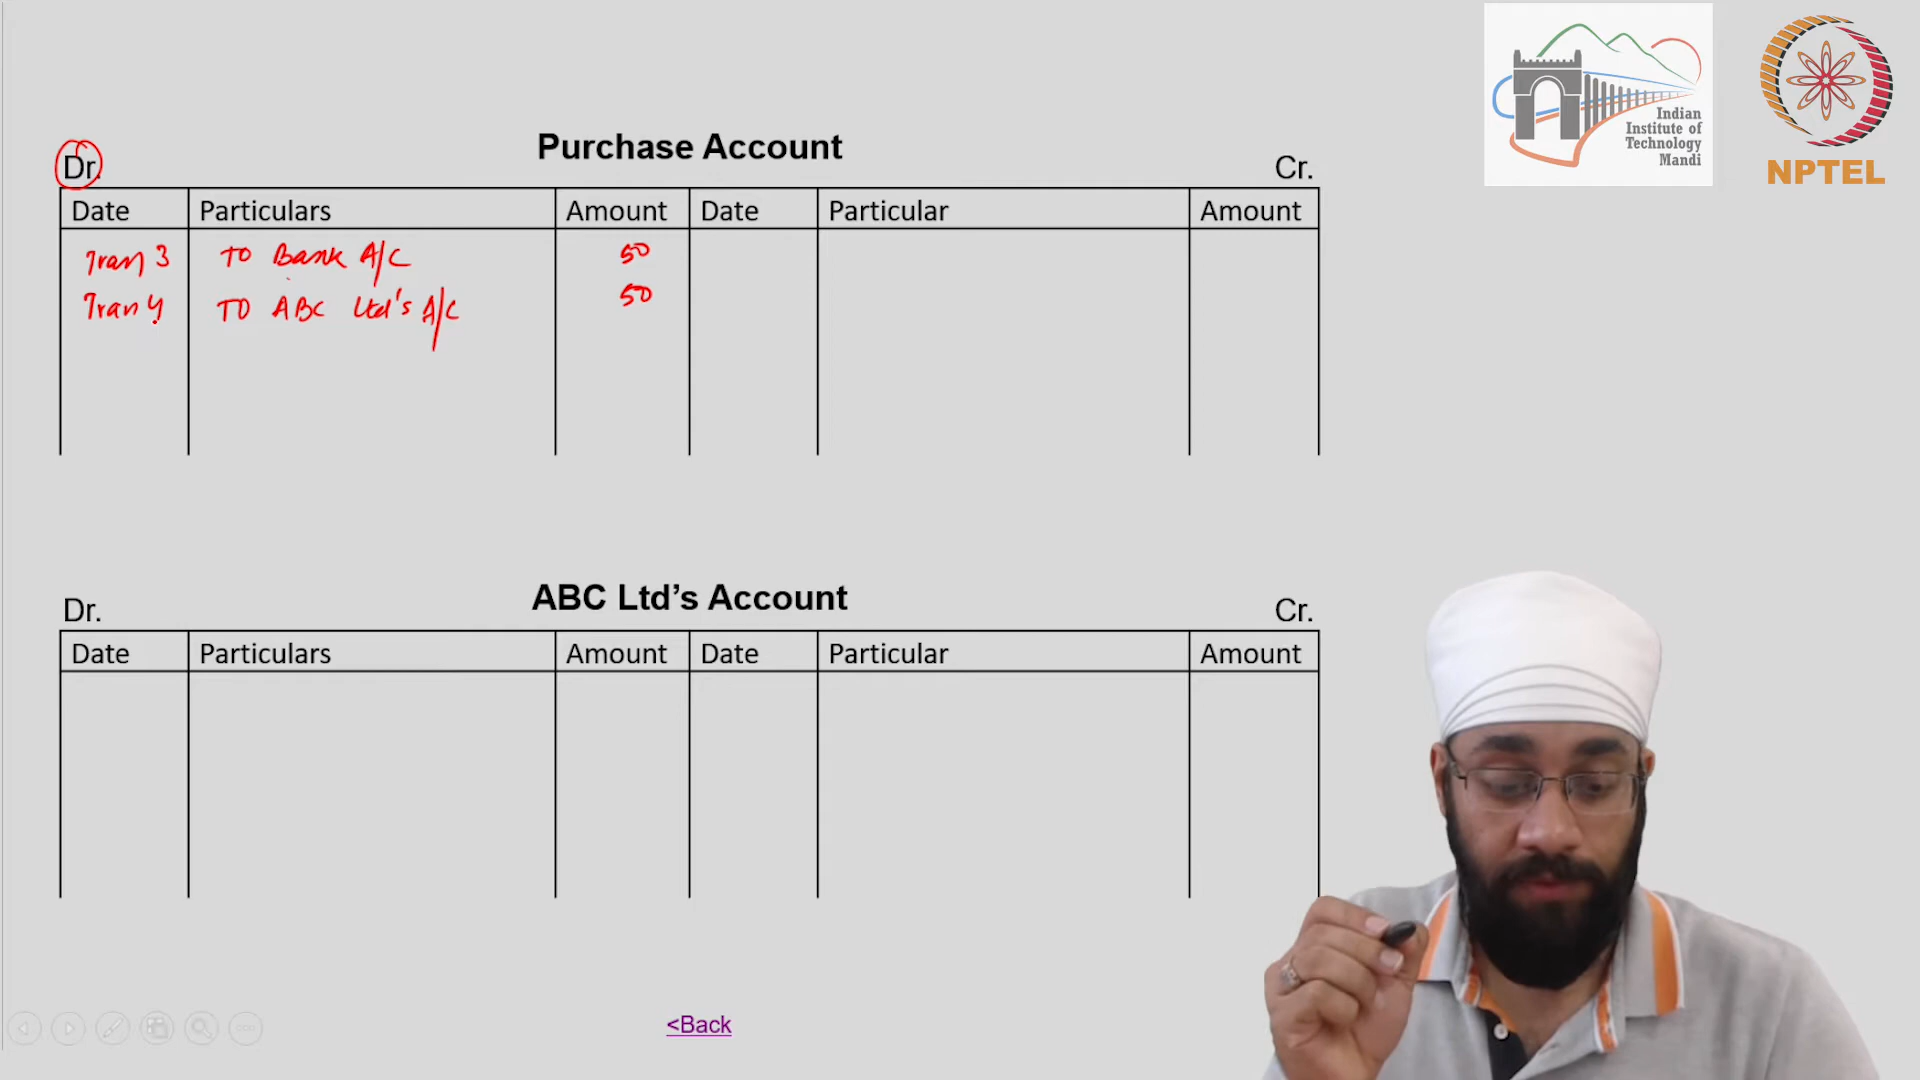 Indian
Institute of
Technology
Mandi
NPTEL
Purchase Account
Dr. Cr.
Date Particulars Amount Date Particular Amount
Tran 3 TO Bank A/C 50
Tran 4 TO ABC Ltd's A/C 50
ABC Ltd’s Account
Dr. Cr.
Date Particulars Amount Date Particular Amount
<Back